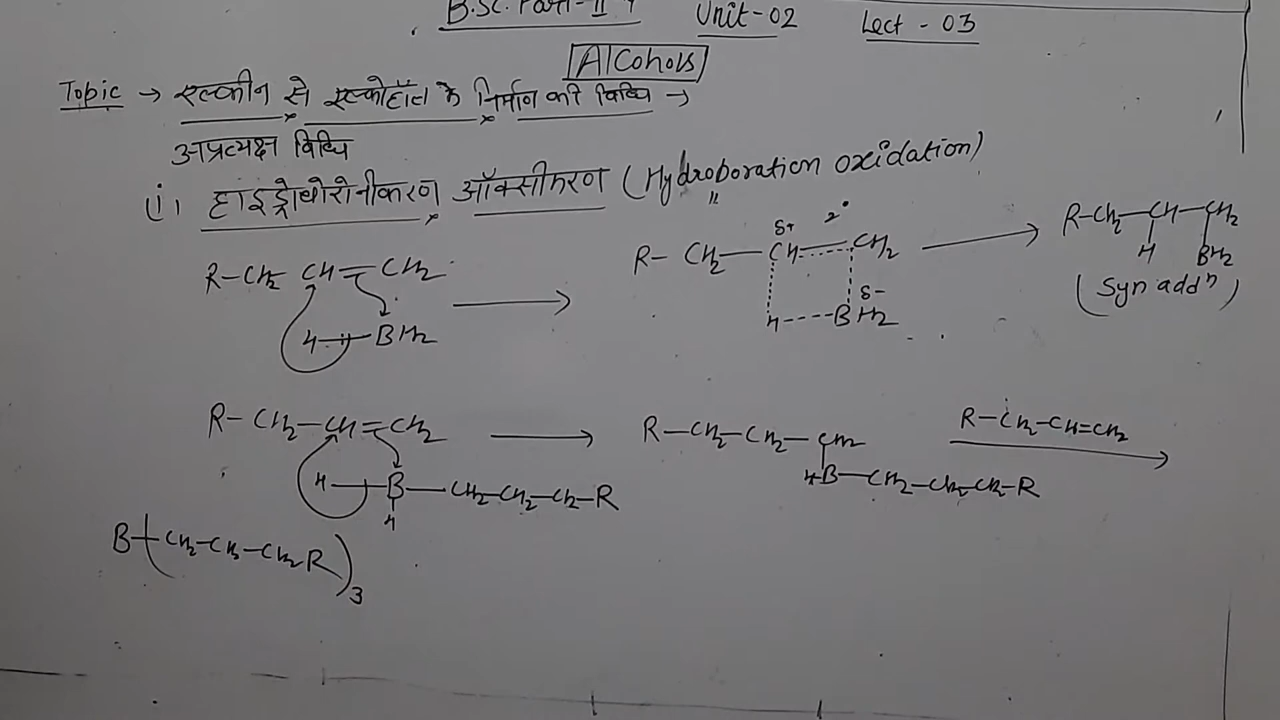 B.Sc. Part-II Unit-02 Lect - 03
Alcohols
Topic → एल्कीन से एल्कोहॉल के निर्माण की विधि →
अप्रत्यक्ष विधि
(i) हाइड्रोबोरोनीकरण ऑक्सीकरण (Hydroboration oxidation)
R-CH2 CH=CH2 → R-CH2-CH=CH2 → R-CH2-CH-CH2
δ+ 2°
H-BH2 H----BH2 δ- H BH2
(Syn addⁿ)
R-CH2-CH=CH2 → R-CH2-CH2-CH2 R-CH2-CH=CH2 →
H-B-CH2-CH2-CH2-R HB-CH2-CH2-CH2-R
H
B-(CH2-CH2-CH2R)3